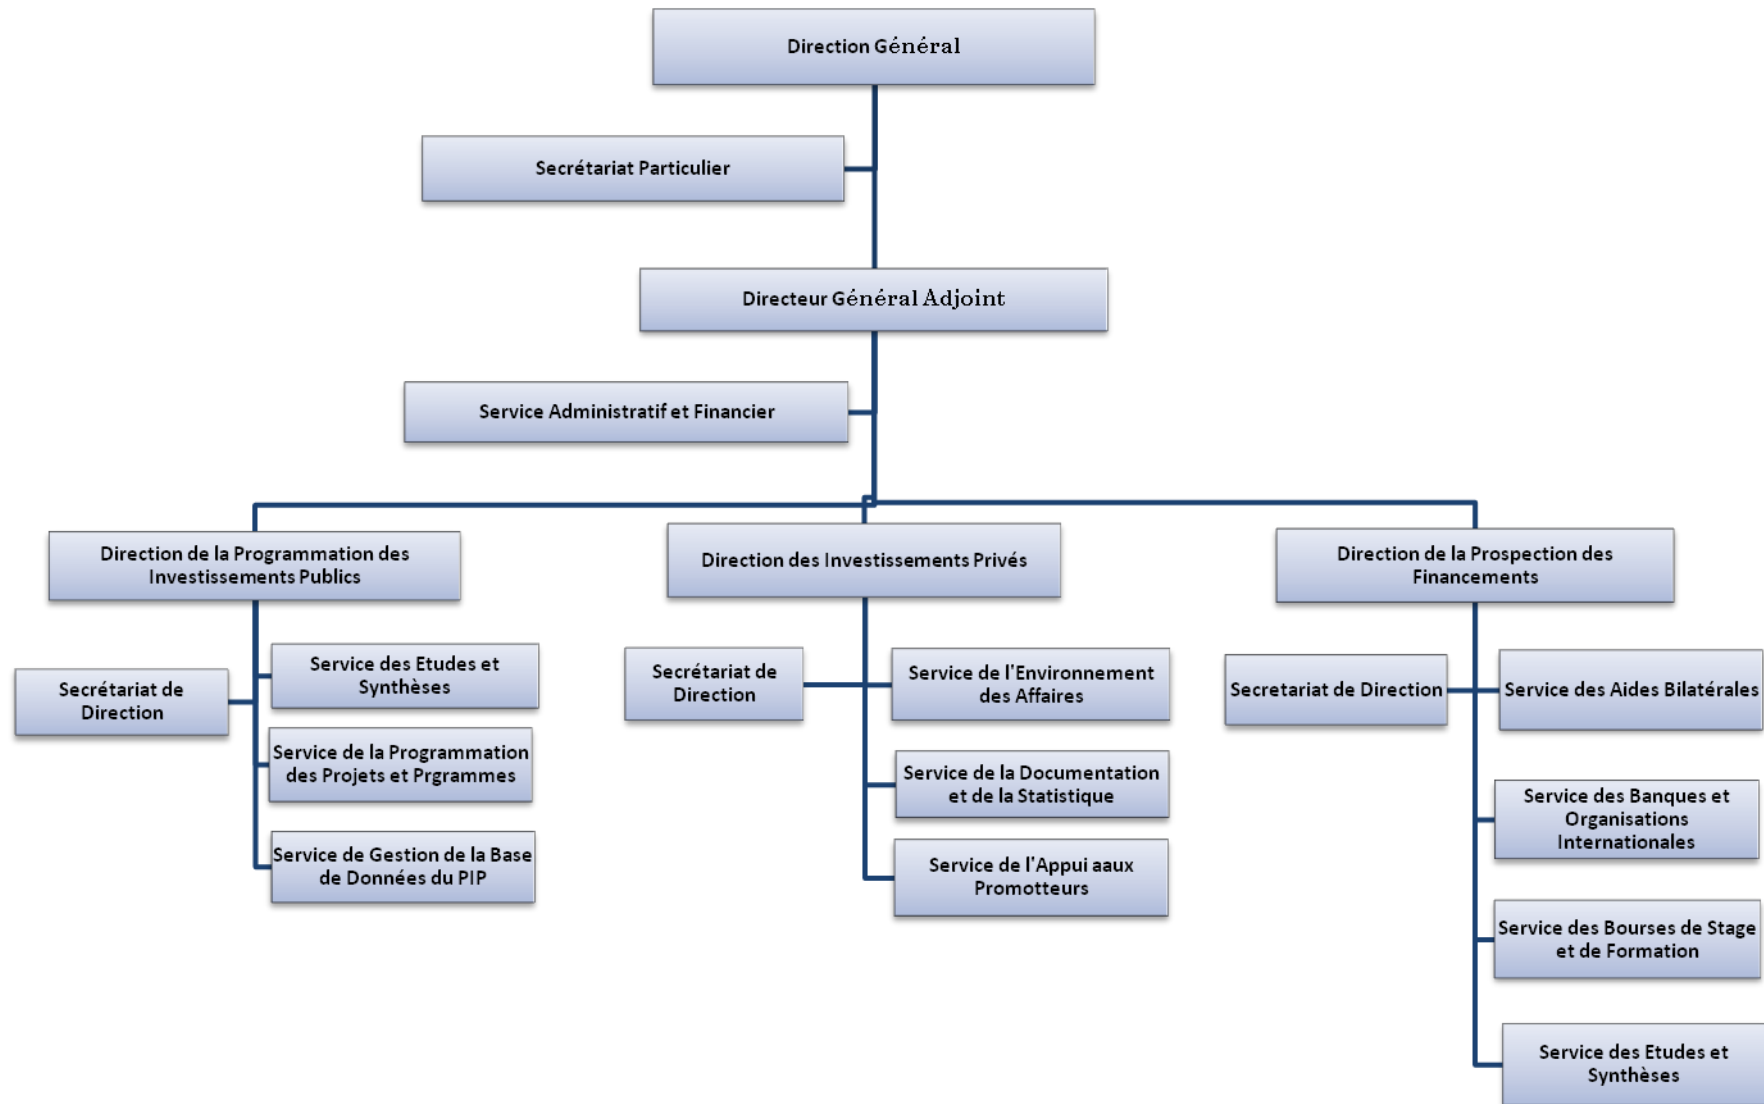 Direction Général
Secrétariat Particulier
Directeur Général Adjoint
Service Administratif et Financier
Direction de la Programmation des
Investissements Publics
Secrétariat de
Direction
Service des Etudes et
Synthèses
Service de la Programmation
des Projets et Prgrammes
Service de Gestion de la Base
de Données du PIP
Direction des Investissements Privés
Secrétariat de
Direction
Service de l'Environnement
des Affaires
Service de la Documentation
et de la Statistique
Service de l'Appui aaux
Promotteurs
Direction de la Prospection des
Financements
Secretariat de Direction
Service des Aides Bilatérales
Service des Banques et
Organisations
Internationales
Service des Bourses de Stage
et de Formation
Service des Etudes et
Synthèses